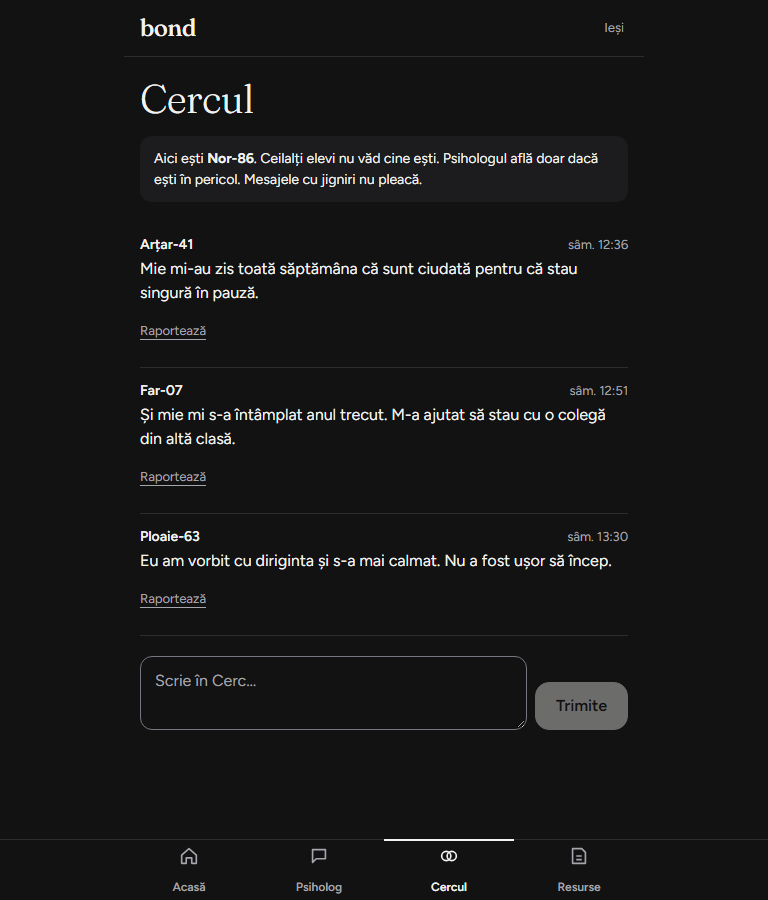 bond
Ieși
Cercul
Aici ești Nor-86. Ceilalți elevi nu văd cine ești. Psihologul află doar dacă
ești în pericol. Mesajele cu jigniri nu pleacă.
Arțar-41
sâm. 12:36
Mie mi-au zis toată săptămâna că sunt ciudată pentru că stau
singură în pauză.
Raportează
Far-07
sâm. 12:51
Și mie mi s-a întâmplat anul trecut. M-a ajutat să stau cu o colegă
din altă clasă.
Raportează
Ploaie-63
sâm. 13:30
Eu am vorbit cu diriginta și s-a mai calmat. Nu a fost ușor să încep.
Raportează
Scrie în Cerc...
Trimite
Acasă
Psiholog
Cercul
Resurse